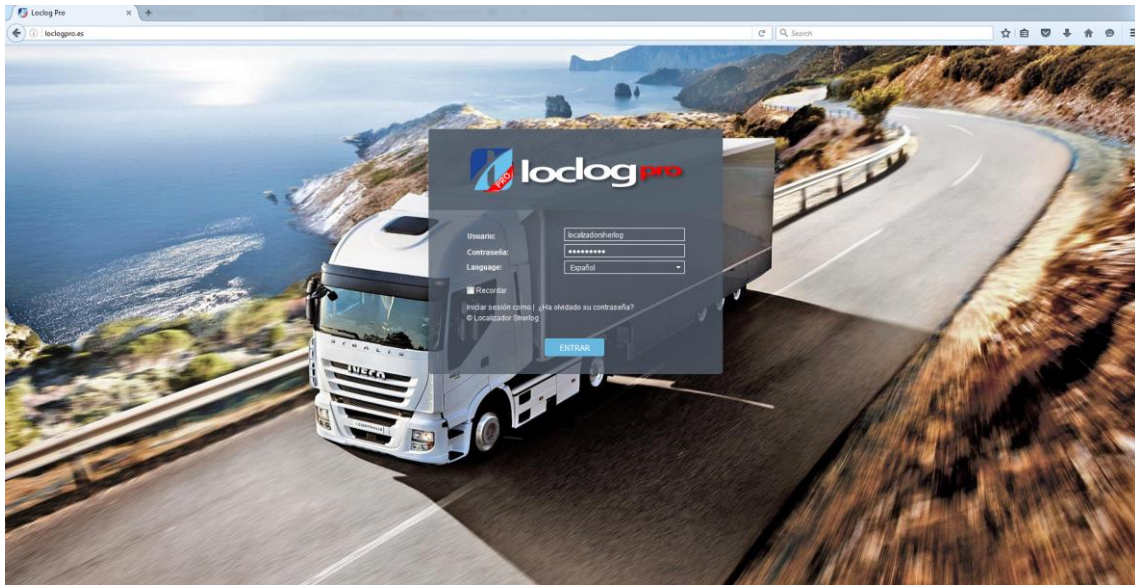 Loclog Pro
loclogpro.es
Search
PRO
loclog pro
Usuario:
localizadorsherlog
Contraseña:
•••••••••
Language:
Español
Recordar
Iniciar sesión como | ¿Ha olvidado su contraseña?
© Localizador Sherlog
ENTRAR
STRALIS
IVECO